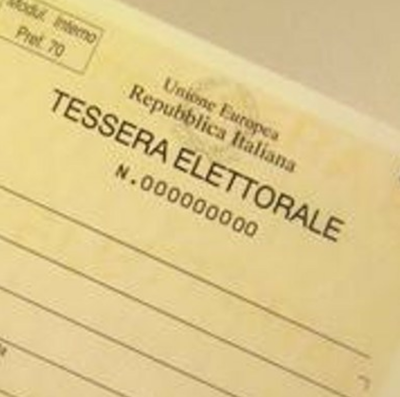 Modul. Interno
Pref. 70
Unione Europea
Repubblica Italiana
TESSERA ELETTORALE
N.000000000